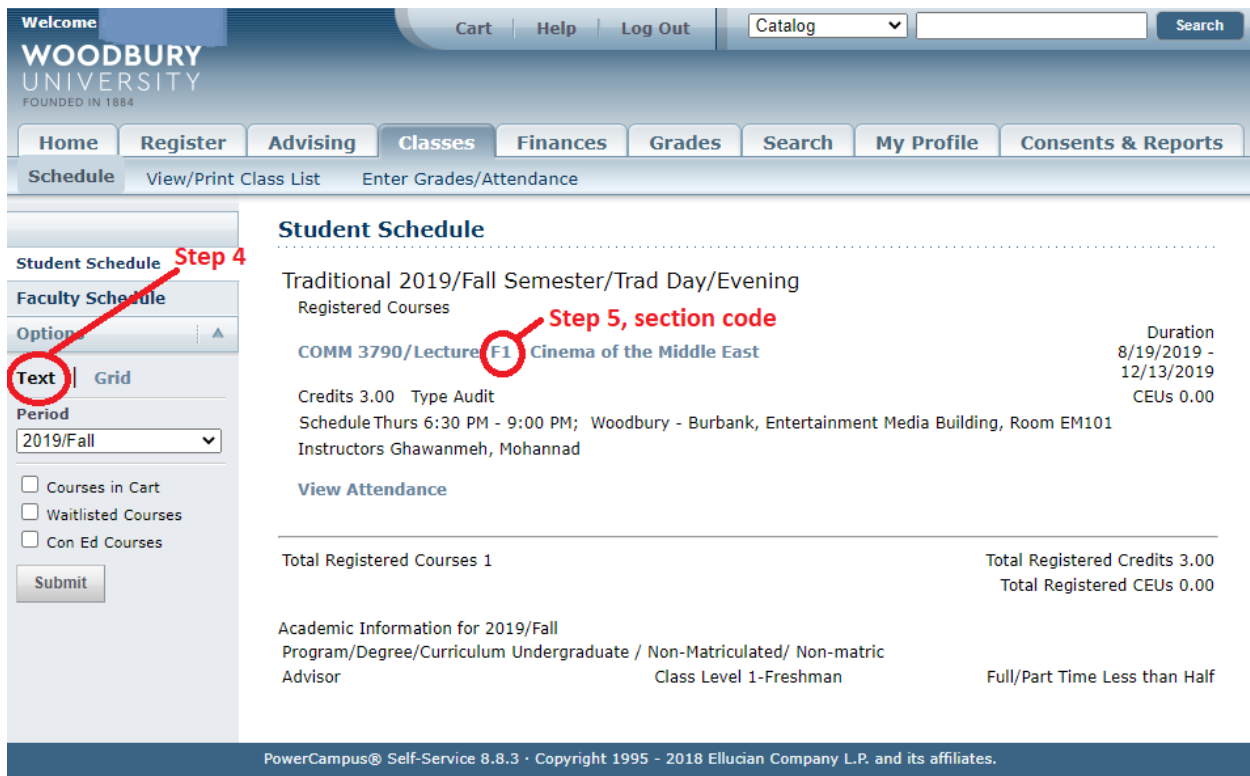 Welcome
Cart Help Log Out Catalog Search
WOODBURY
UNIVERSITY
FOUNDED IN 1884
Home Register Advising Classes Finances Grades Search My Profile Consents & Reports
Schedule View/Print Class List Enter Grades/Attendance
Student Schedule
Step 4
Student Schedule
Faculty Schedule
Options
Text Grid
Period
2019/Fall
Courses in Cart
Waitlisted Courses
Con Ed Courses
Submit
Traditional 2019/Fall Semester/Trad Day/Evening
Registered Courses
Step 5, section code
COMM 3790/Lecture F1 Cinema of the Middle East
Duration
8/19/2019 -
12/13/2019
Credits 3.00 Type Audit
CEUs 0.00
Schedule Thurs 6:30 PM - 9:00 PM; Woodbury - Burbank, Entertainment Media Building, Room EM101
Instructors Ghawanmeh, Mohannad
View Attendance
Total Registered Courses 1
Total Registered Credits 3.00
Total Registered CEUs 0.00
Academic Information for 2019/Fall
Program/Degree/Curriculum Undergraduate / Non-Matriculated/ Non-matric
Advisor Class Level 1-Freshman Full/Part Time Less than Half
PowerCampus® Self-Service 8.8.3 · Copyright 1995 - 2018 Ellucian Company L.P. and its affiliates.